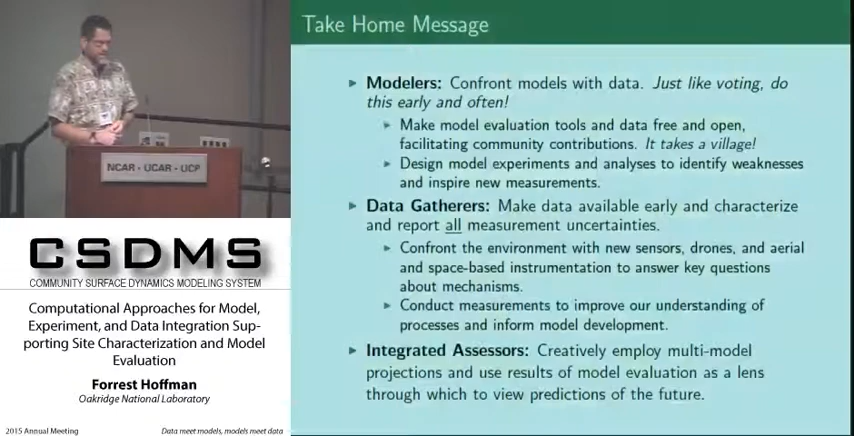 NCAR - UCAR - UCP
CSDMS
COMMUNITY SURFACE DYNAMICS MODELING SYSTEM
Computational Approaches for Model,
Experiment, and Data Integration Sup-
porting Site Characterization and Model
Evaluation
Forrest Hoffman
Oakridge National Laboratory
2015 Annual Meeting
Data meet models, models meet data
Take Home Message
▶ Modelers: Confront models with data. Just like voting, do
this early and often!
▶ Make model evaluation tools and data free and open,
facilitating community contributions. It takes a village!
▶ Design model experiments and analyses to identify weaknesses
and inspire new measurements.
▶ Data Gatherers: Make data available early and characterize
and report all measurement uncertainties.
▶ Confront the environment with new sensors, drones, and aerial
and space-based instrumentation to answer key questions
about mechanisms.
▶ Conduct measurements to improve our understanding of
processes and inform model development.
▶ Integrated Assessors: Creatively employ multi-model
projections and use results of model evaluation as a lens
through which to view predictions of the future.